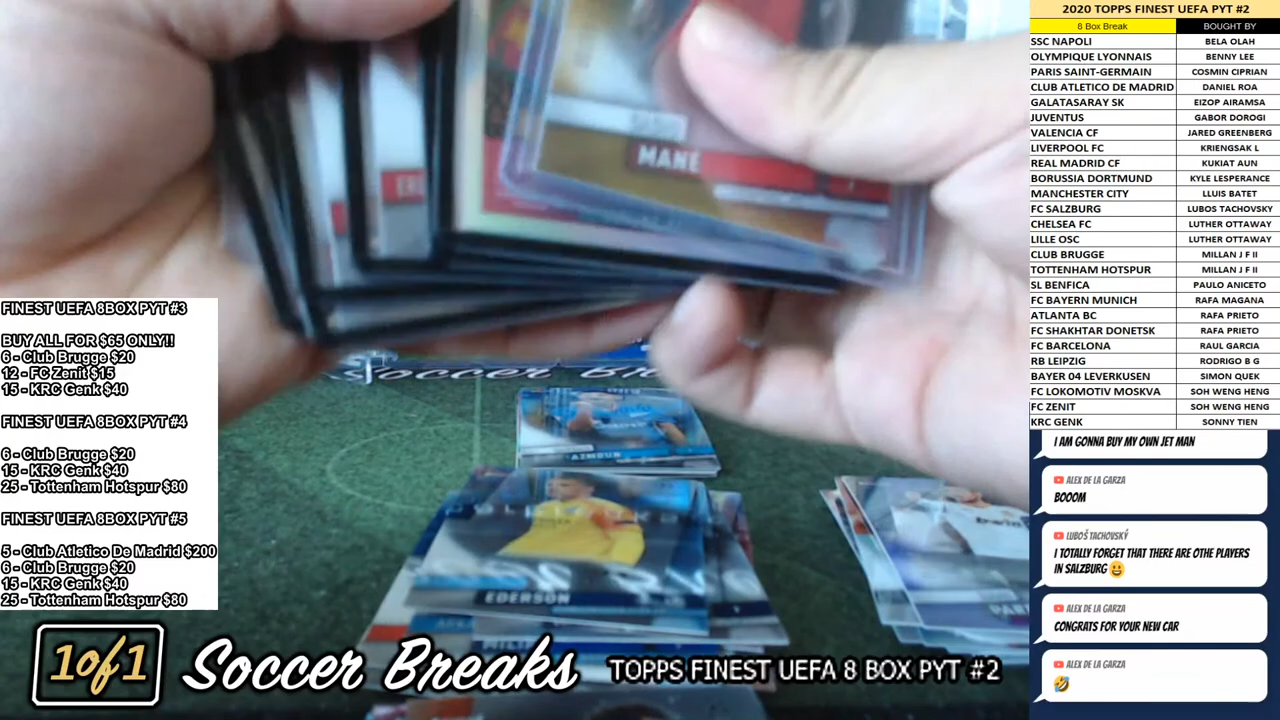 2020 TOPPS FINEST UEFA PYT #2
8 Box Break BOUGHT BY
SSC NAPOLI BELA OLAH
OLYMPIQUE LYONNAIS BENNY LEE
PARIS SAINT-GERMAIN COSMIN CIPRIAN
CLUB ATLETICO DE MADRID DANIEL ROA
GALATASARAY SK EIZOP AIRAMSA
JUVENTUS GABOR DOROGI
VALENCIA CF JARED GREENBERG
LIVERPOOL FC KRIENGSAK L
REAL MADRID CF KUKIAT AUN
BORUSSIA DORTMUND KYLE LESPERANCE
MANCHESTER CITY LLUIS BATET
FC SALZBURG LUBOS TACHOVSKY
CHELSEA FC LUTHER OTTAWAY
LILLE OSC LUTHER OTTAWAY
CLUB BRUGGE MILLAN J F II
TOTTENHAM HOTSPUR MILLAN J F II
SL BENFICA PAULO ANICETO
FC BAYERN MUNICH RAFA MAGANA
ATLANTA BC RAFA PRIETO
FC SHAKHTAR DONETSK RAFA PRIETO
FC BARCELONA RAUL GARCIA
RB LEIPZIG RODRIGO B G
BAYER 04 LEVERKUSEN SIMON QUEK
FC LOKOMOTIV MOSKVA SOH WENG HENG
FC ZENIT SOH WENG HENG
KRC GENK SONNY TIEN
MANE
FINEST UEFA 8BOX PYT #3
BUY ALL FOR $65 ONLY!!
6 - Club Brugge $20
12 - FC Zenit $15
15 - KRC Genk $40
FINEST UEFA 8BOX PYT #4
6 - Club Brugge $20
15 - KRC Genk $40
25 - Tottenham Hotspur $80
FINEST UEFA 8BOX PYT #5
5 - Club Atletico De Madrid $200
6 - Club Brugge $20
15 - KRC Genk $40
25 - Tottenham Hotspur $80
Soccer Br
AZMOUN
EDERSON
I AM GONNA BUY MY OWN JET MAN
ALEX DE LA GARZA
BOOOM
LUBOŠ TACHOVSKÝ
I TOTALLY FORGET THAT THERE ARE OTHE PLAYERS
IN SALZBURG 😀
ALEX DE LA GARZA
CONGRATS FOR YOUR NEW CAR
ALEX DE LA GARZA
🤣
1of1 Soccer Breaks TOPPS FINEST UEFA 8 BOX PYT #2